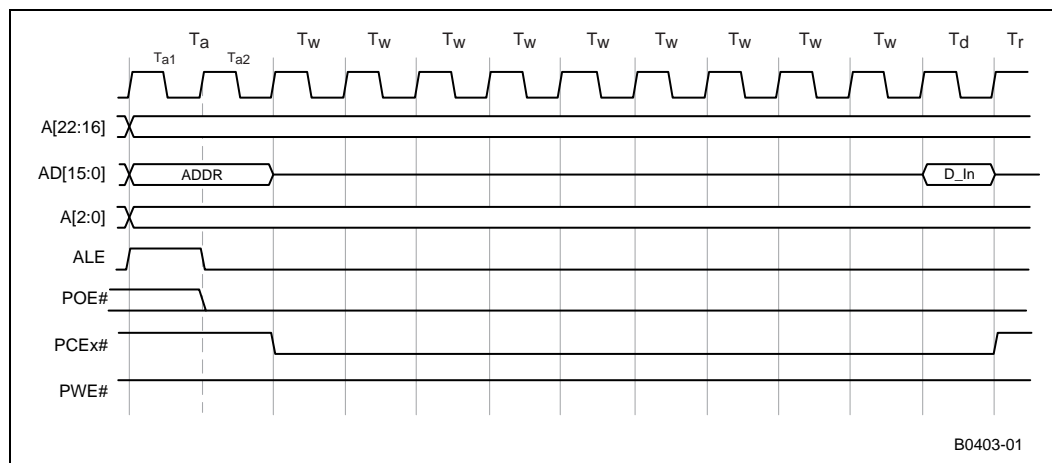 Ta Tw Tw Tw Tw Tw Tw Tw Tw Tw Td Tr
Ta1 Ta2
A[22:16]
AD[15:0] ADDR D_In
A[2:0]
ALE
POE#
PCEx#
PWE#
B0403-01